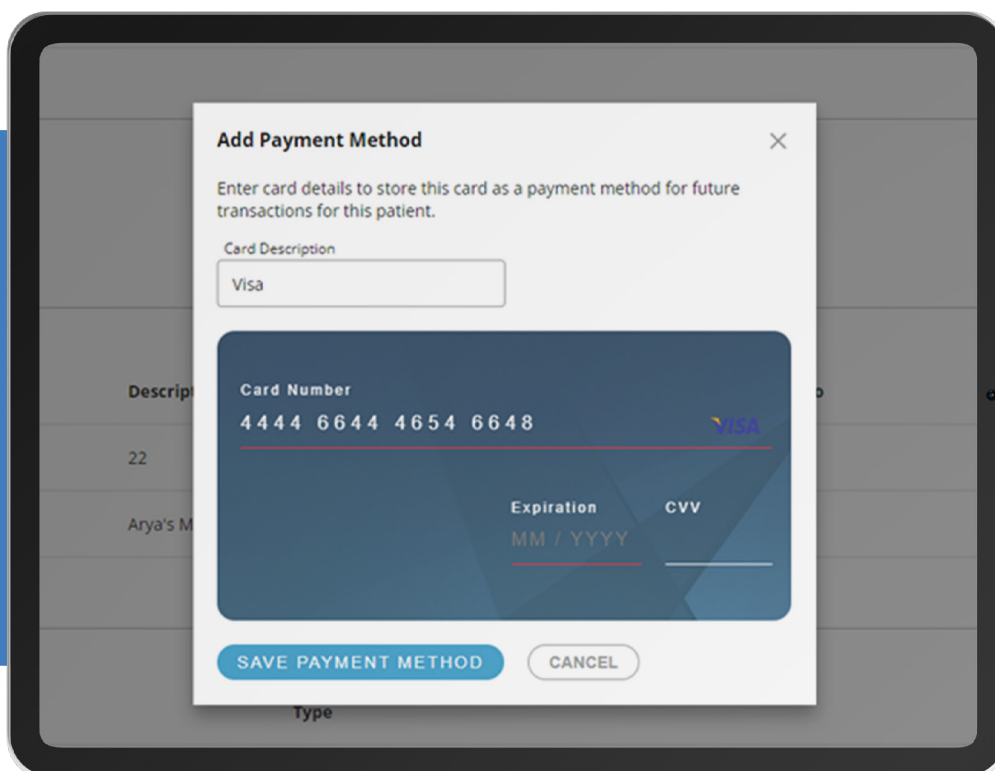 Add Payment Method
Enter card details to store this card as a payment method for future
transactions for this patient.
Card Description
Visa
Card Number
4444 6644 4654 6648
VISA
Expiration
CVV
MM / YYYY
SAVE PAYMENT METHOD
CANCEL
22
Arya's
Type